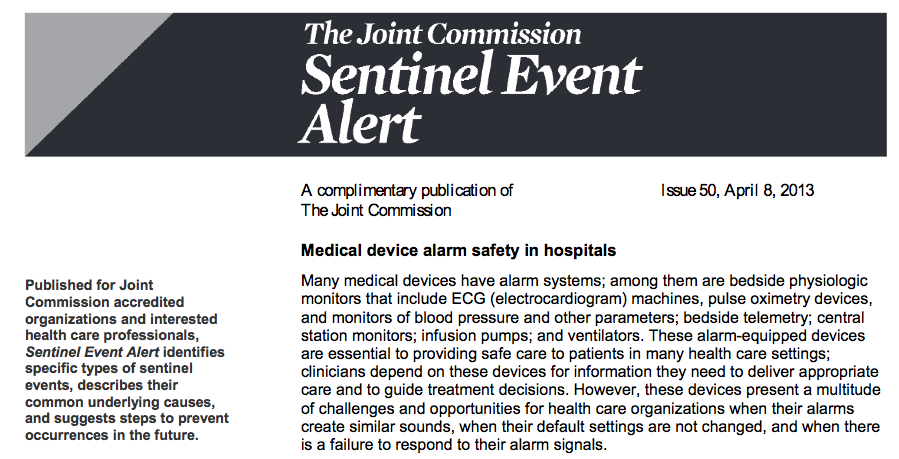 The Joint Commission
Sentinel Event
Alert
A complimentary publication of
The Joint Commission
Issue 50, April 8, 2013
Medical device alarm safety in hospitals
Published for Joint
Commission accredited
organizations and interested
health care professionals,
Sentinel Event Alert identifies
specific types of sentinel
events, describes their
common underlying causes,
and suggests steps to prevent
occurrences in the future.
Many medical devices have alarm systems; among them are bedside physiologic
monitors that include ECG (electrocardiogram) machines, pulse oximetry devices,
and monitors of blood pressure and other parameters; bedside telemetry; central
station monitors; infusion pumps; and ventilators. These alarm-equipped devices
are essential to providing safe care to patients in many health care settings;
clinicians depend on these devices for information they need to deliver appropriate
care and to guide treatment decisions. However, these devices present a multitude
of challenges and opportunities for health care organizations when their alarms
create similar sounds, when their default settings are not changed, and when there
is a failure to respond to their alarm signals.